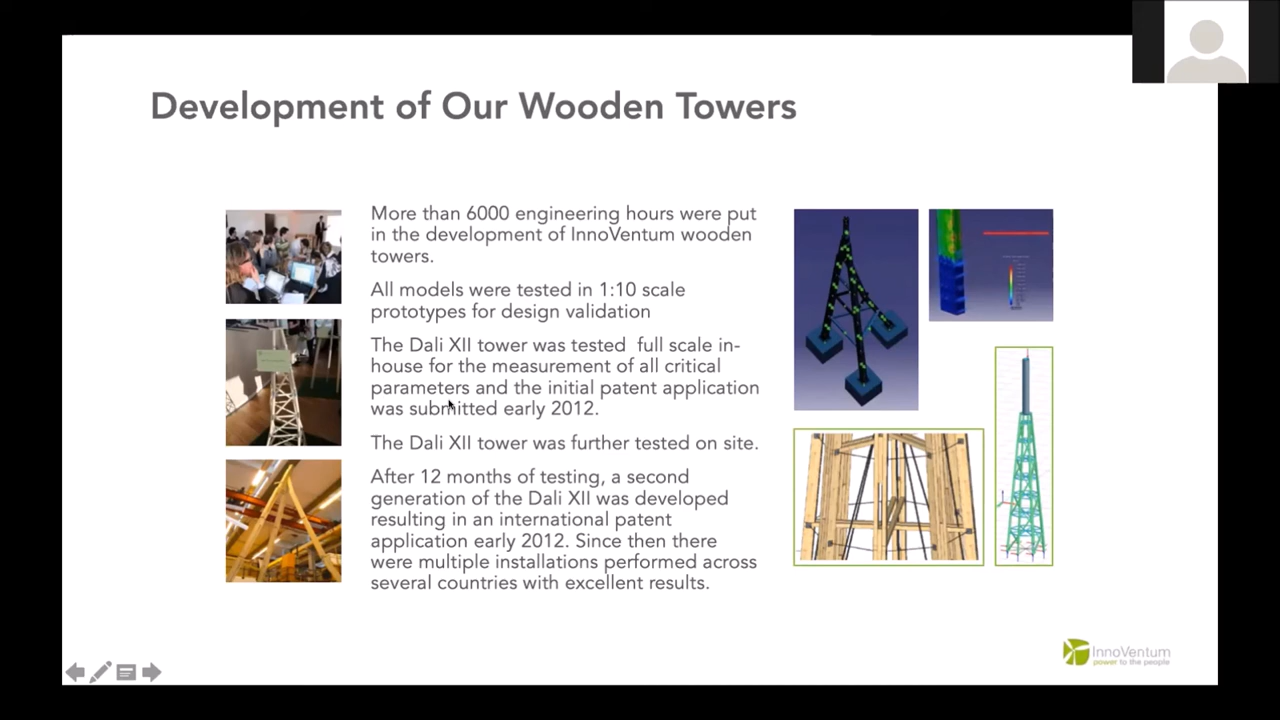 Development of Our Wooden Towers
More than 6000 engineering hours were put
in the development of InnoVentum wooden
towers.
All models were tested in 1:10 scale
prototypes for design validation
The Dali XII tower was tested  full scale in-
house for the measurement of all critical
parameters and the initial patent application
was submitted early 2012.
The Dali XII tower was further tested on site.
After 12 months of testing, a second
generation of the Dali XII was developed
resulting in an international patent
application early 2012. Since then there
were multiple installations performed across
several countries with excellent results.
InnoVentum
power to the people